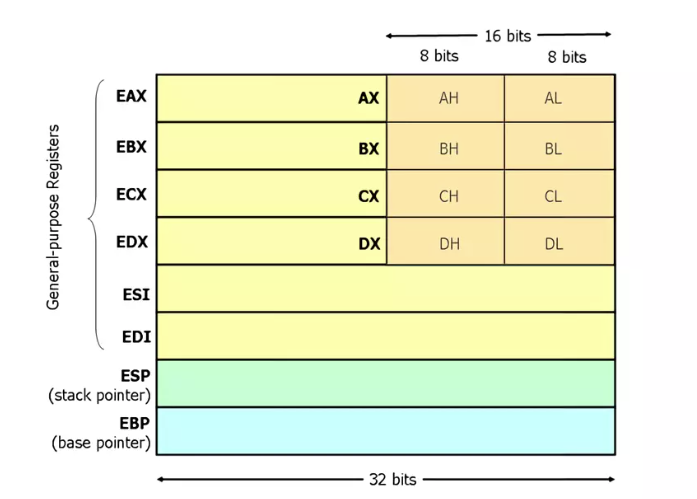 16 bits
8 bits 8 bits
General-purpose Registers
EAX AX AH AL
EBX BX BH BL
ECX CX CH CL
EDX DX DH DL
ESI
EDI
ESP
(stack pointer)
EBP
(base pointer)
32 bits